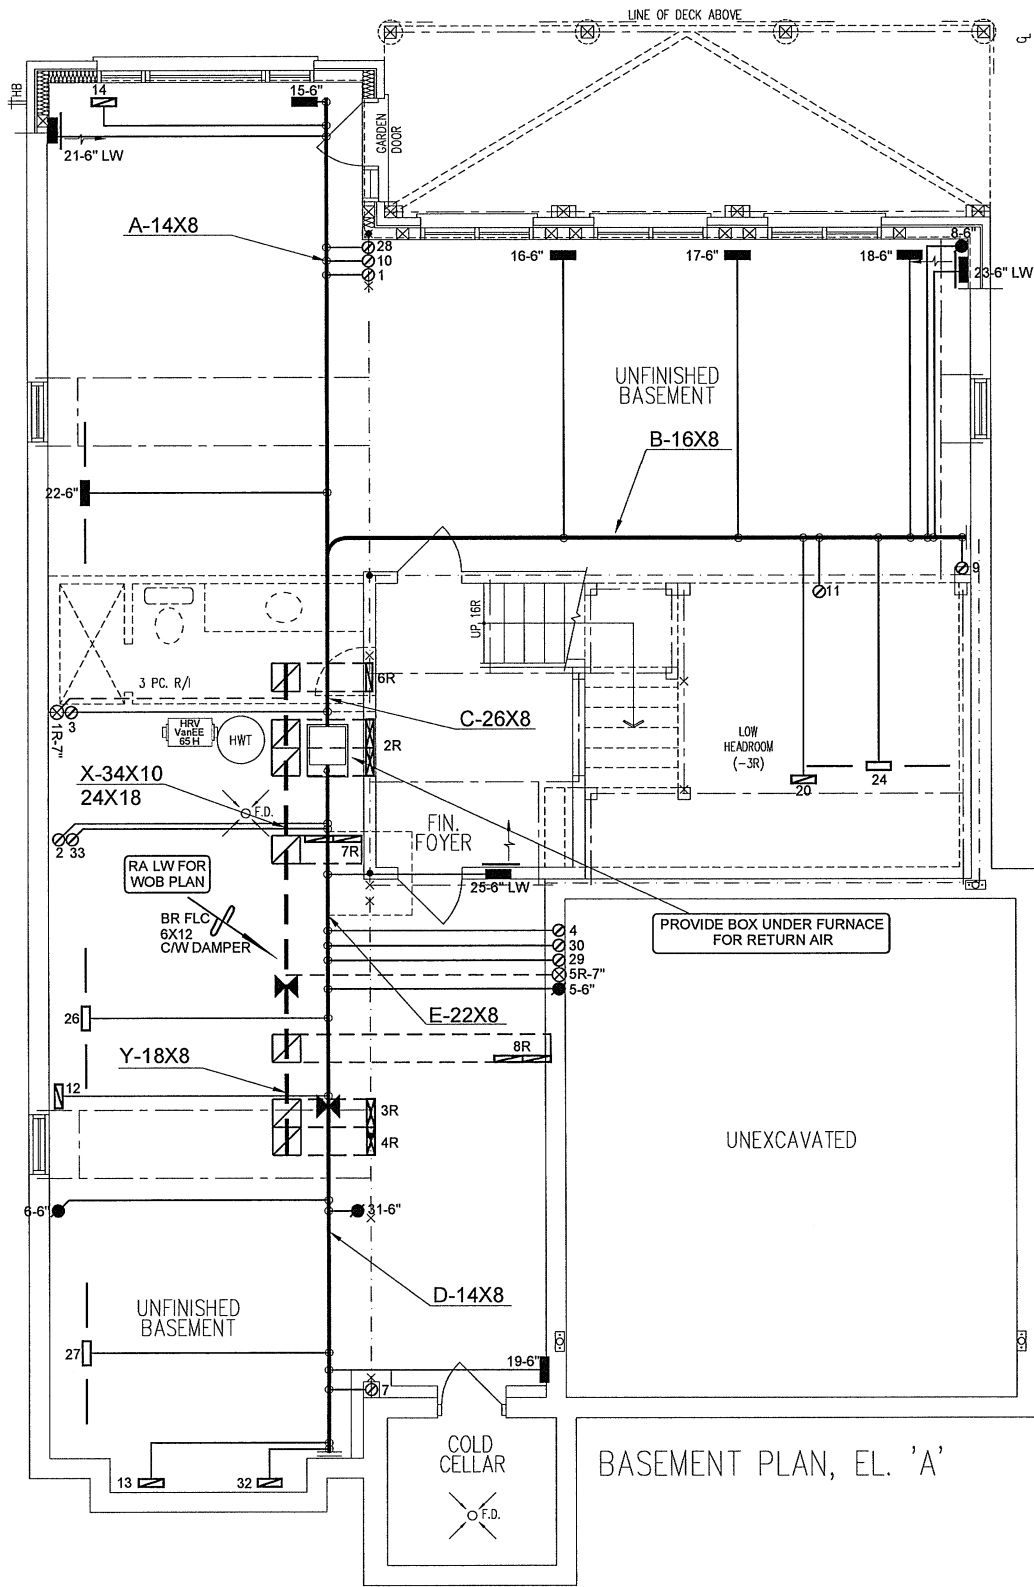 LINE OF DECK ABOVE
HB
14
15-6"
GARDEN
DOOR
21-6" LW
A-14X8
28
10
1
16-6"
17-6"
18-6"
8-6"
23-6" LW
UNFINISHED
BASEMENT
B-16X8
22-6"
9
11
UP 16R
3 PC. R/I
6R
C-26X8
1R-7"
3
HRV
VanEE
65 H
HWT
2R
LOW
HEADROOM
(-3R)
X-34X10
24X18
20
24
F.D.
FIN.
FOYER
2
33
7R
RA LW FOR
WOB PLAN
25-6" LW
BR FLC
6X12
C/W DAMPER
4
30
29
5R-7"
5-6"
PROVIDE BOX UNDER FURNACE
FOR RETURN AIR
26
E-22X8
8R
Y-18X8
12
3R
4R
UNEXCAVATED
6-6"
31-6"
D-14X8
UNFINISHED
BASEMENT
27
19-6"
7
COLD
CELLAR
13
32
F.D.
BASEMENT PLAN, EL. 'A'